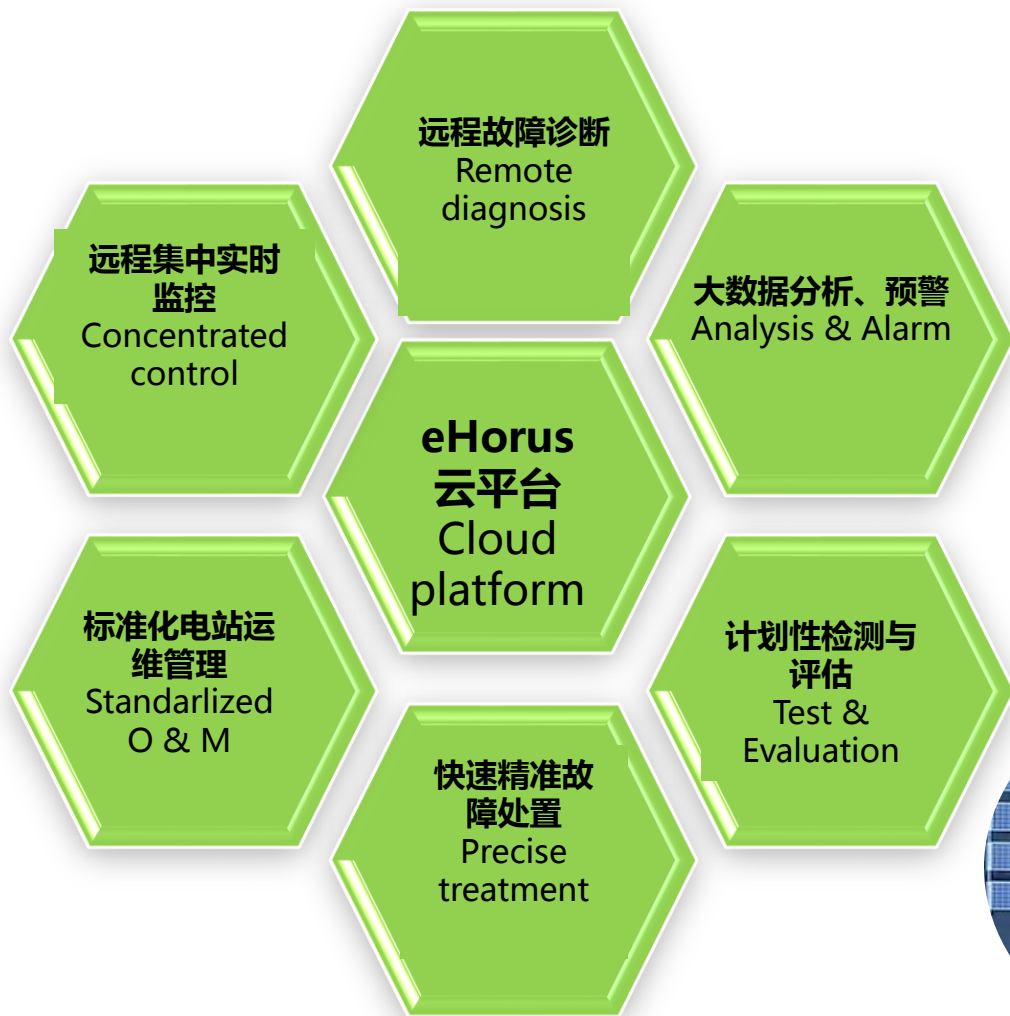 远程故障诊断
Remote
diagnosis
远程集中实时
监控
Concentrated
control
大数据分析、预警
Analysis & Alarm
eHorus
云平台
Cloud
platform
标准化电站运
维管理
Standarlized
O & M
计划性检测与
评估
Test &
Evaluation
快速精准故
障处置
Precise
treatment